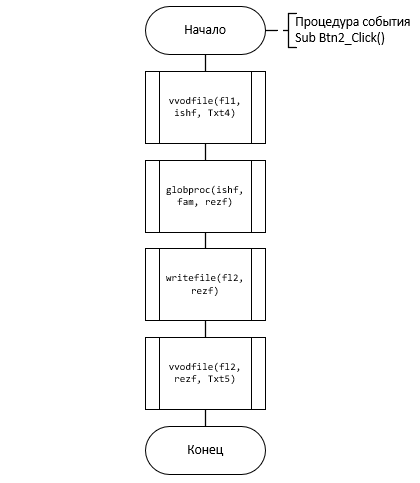 Начало
Процедура события
Sub Btn2_Click()
vvodfile(fl1,
ishf, Txt4)
globproc(ishf,
fam, rezf)
writefile(fl2,
rezf)
vvodfile(fl2,
rezf, Txt5)
Конец